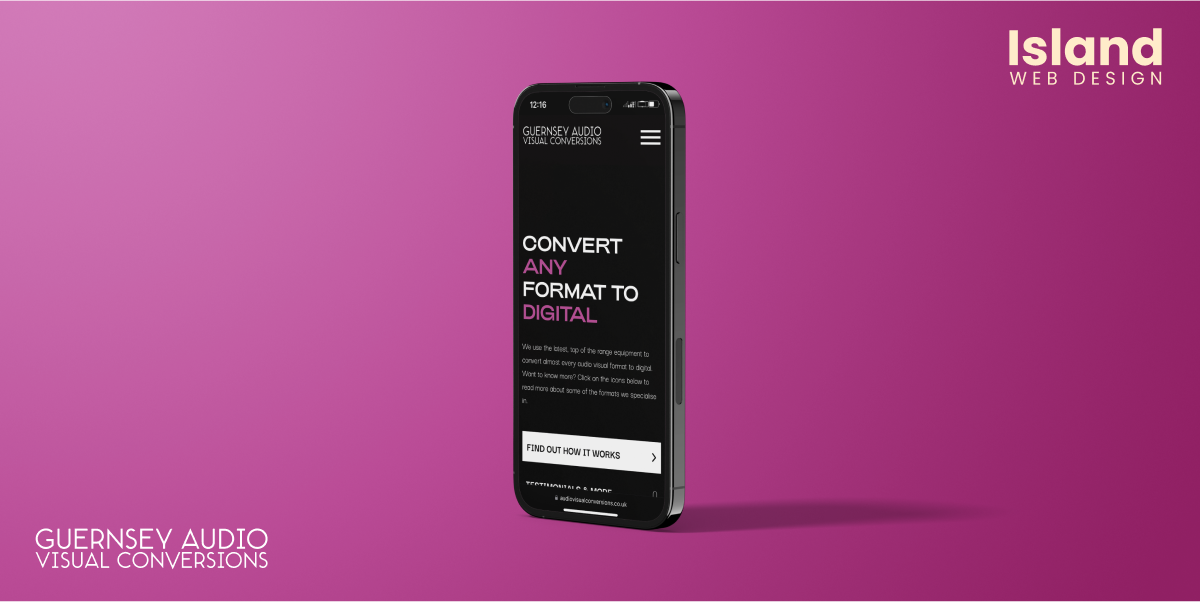 Island
WEB DESIGN
12:16
GUERNSEY AUDIO
VISUAL CONVERSIONS
CONVERT
ANY
FORMAT TO
DIGITAL
We use the latest, top of the range equipment to
convert almost every audio visual format to digital.
Want to know more? Click on the icons below to
read more about some of the formats we specialise
in.
FIND OUT HOW IT WORKS
TESTIMONIALS & MORE
audiovisualconversions.co.uk
GUERNSEY AUDIO
VISUAL CONVERSIONS